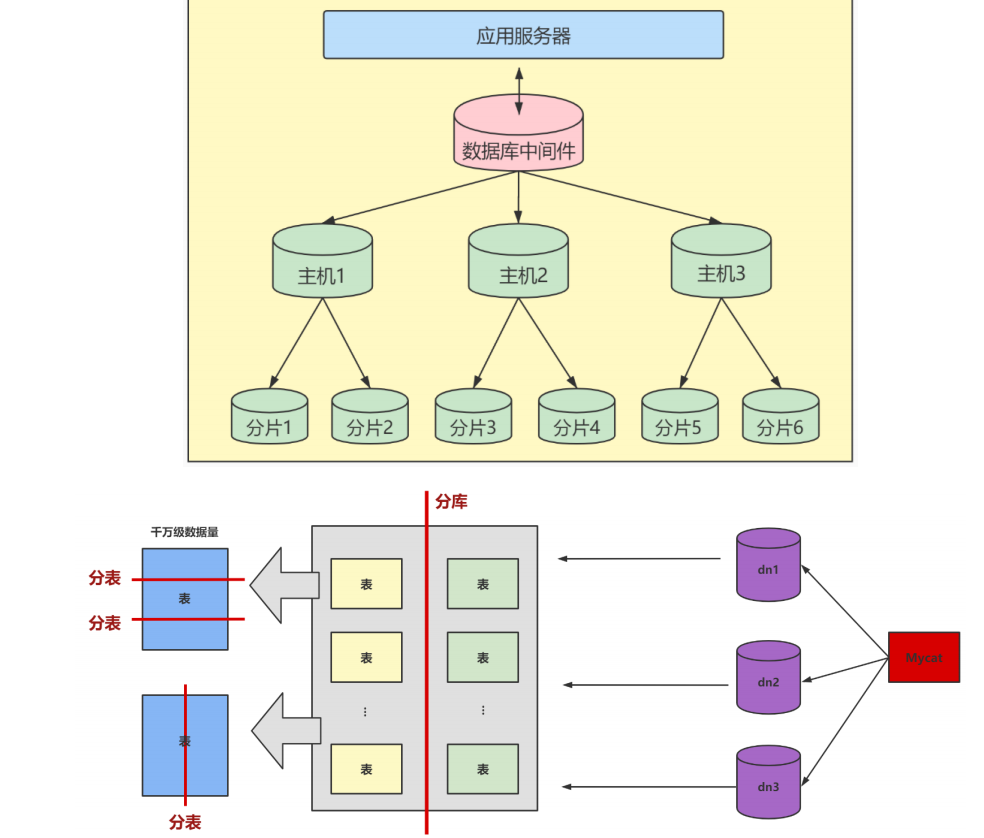 应用服务器
数据库中间件
主机1
主机2
主机3
分片1
分片2
分片3
分片4
分片5
分片6
分库
千万级数据量
分表
表
分表
表
分表
表
表
表
表
...
...
表
表
dn1
dn2
dn3
Mycat